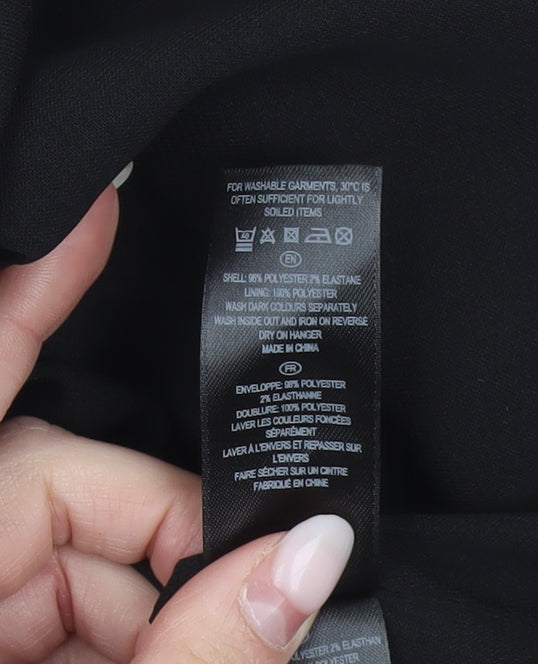 FOR WASHABLE GARMENTS, 30°C IS
OFTEN SUFFICIENT FOR LIGHTLY
SOILED ITEMS
40
EN
SHELL: 98% POLYESTER 2% ELASTANE
LINING: 100% POLYESTER
WASH DARK COLOURS SEPARATELY
WASH INSIDE OUT AND IRON ON REVERSE
DRY ON HANGER
MADE IN CHINA
FR
ENVELOPPE: 98% POLYESTER
2% ELASTHANNE
DOUBLURE: 100% POLYESTER
LAVER LES COULEURS FONCÉES
SÉPARÉMENT
LAVER À L'ENVERS ET REPASSER SUR
L'ENVERS
FAIRE SÉCHER SUR UN CINTRE
FABRIQUÉ EN CHINE
2% ELASTHAN